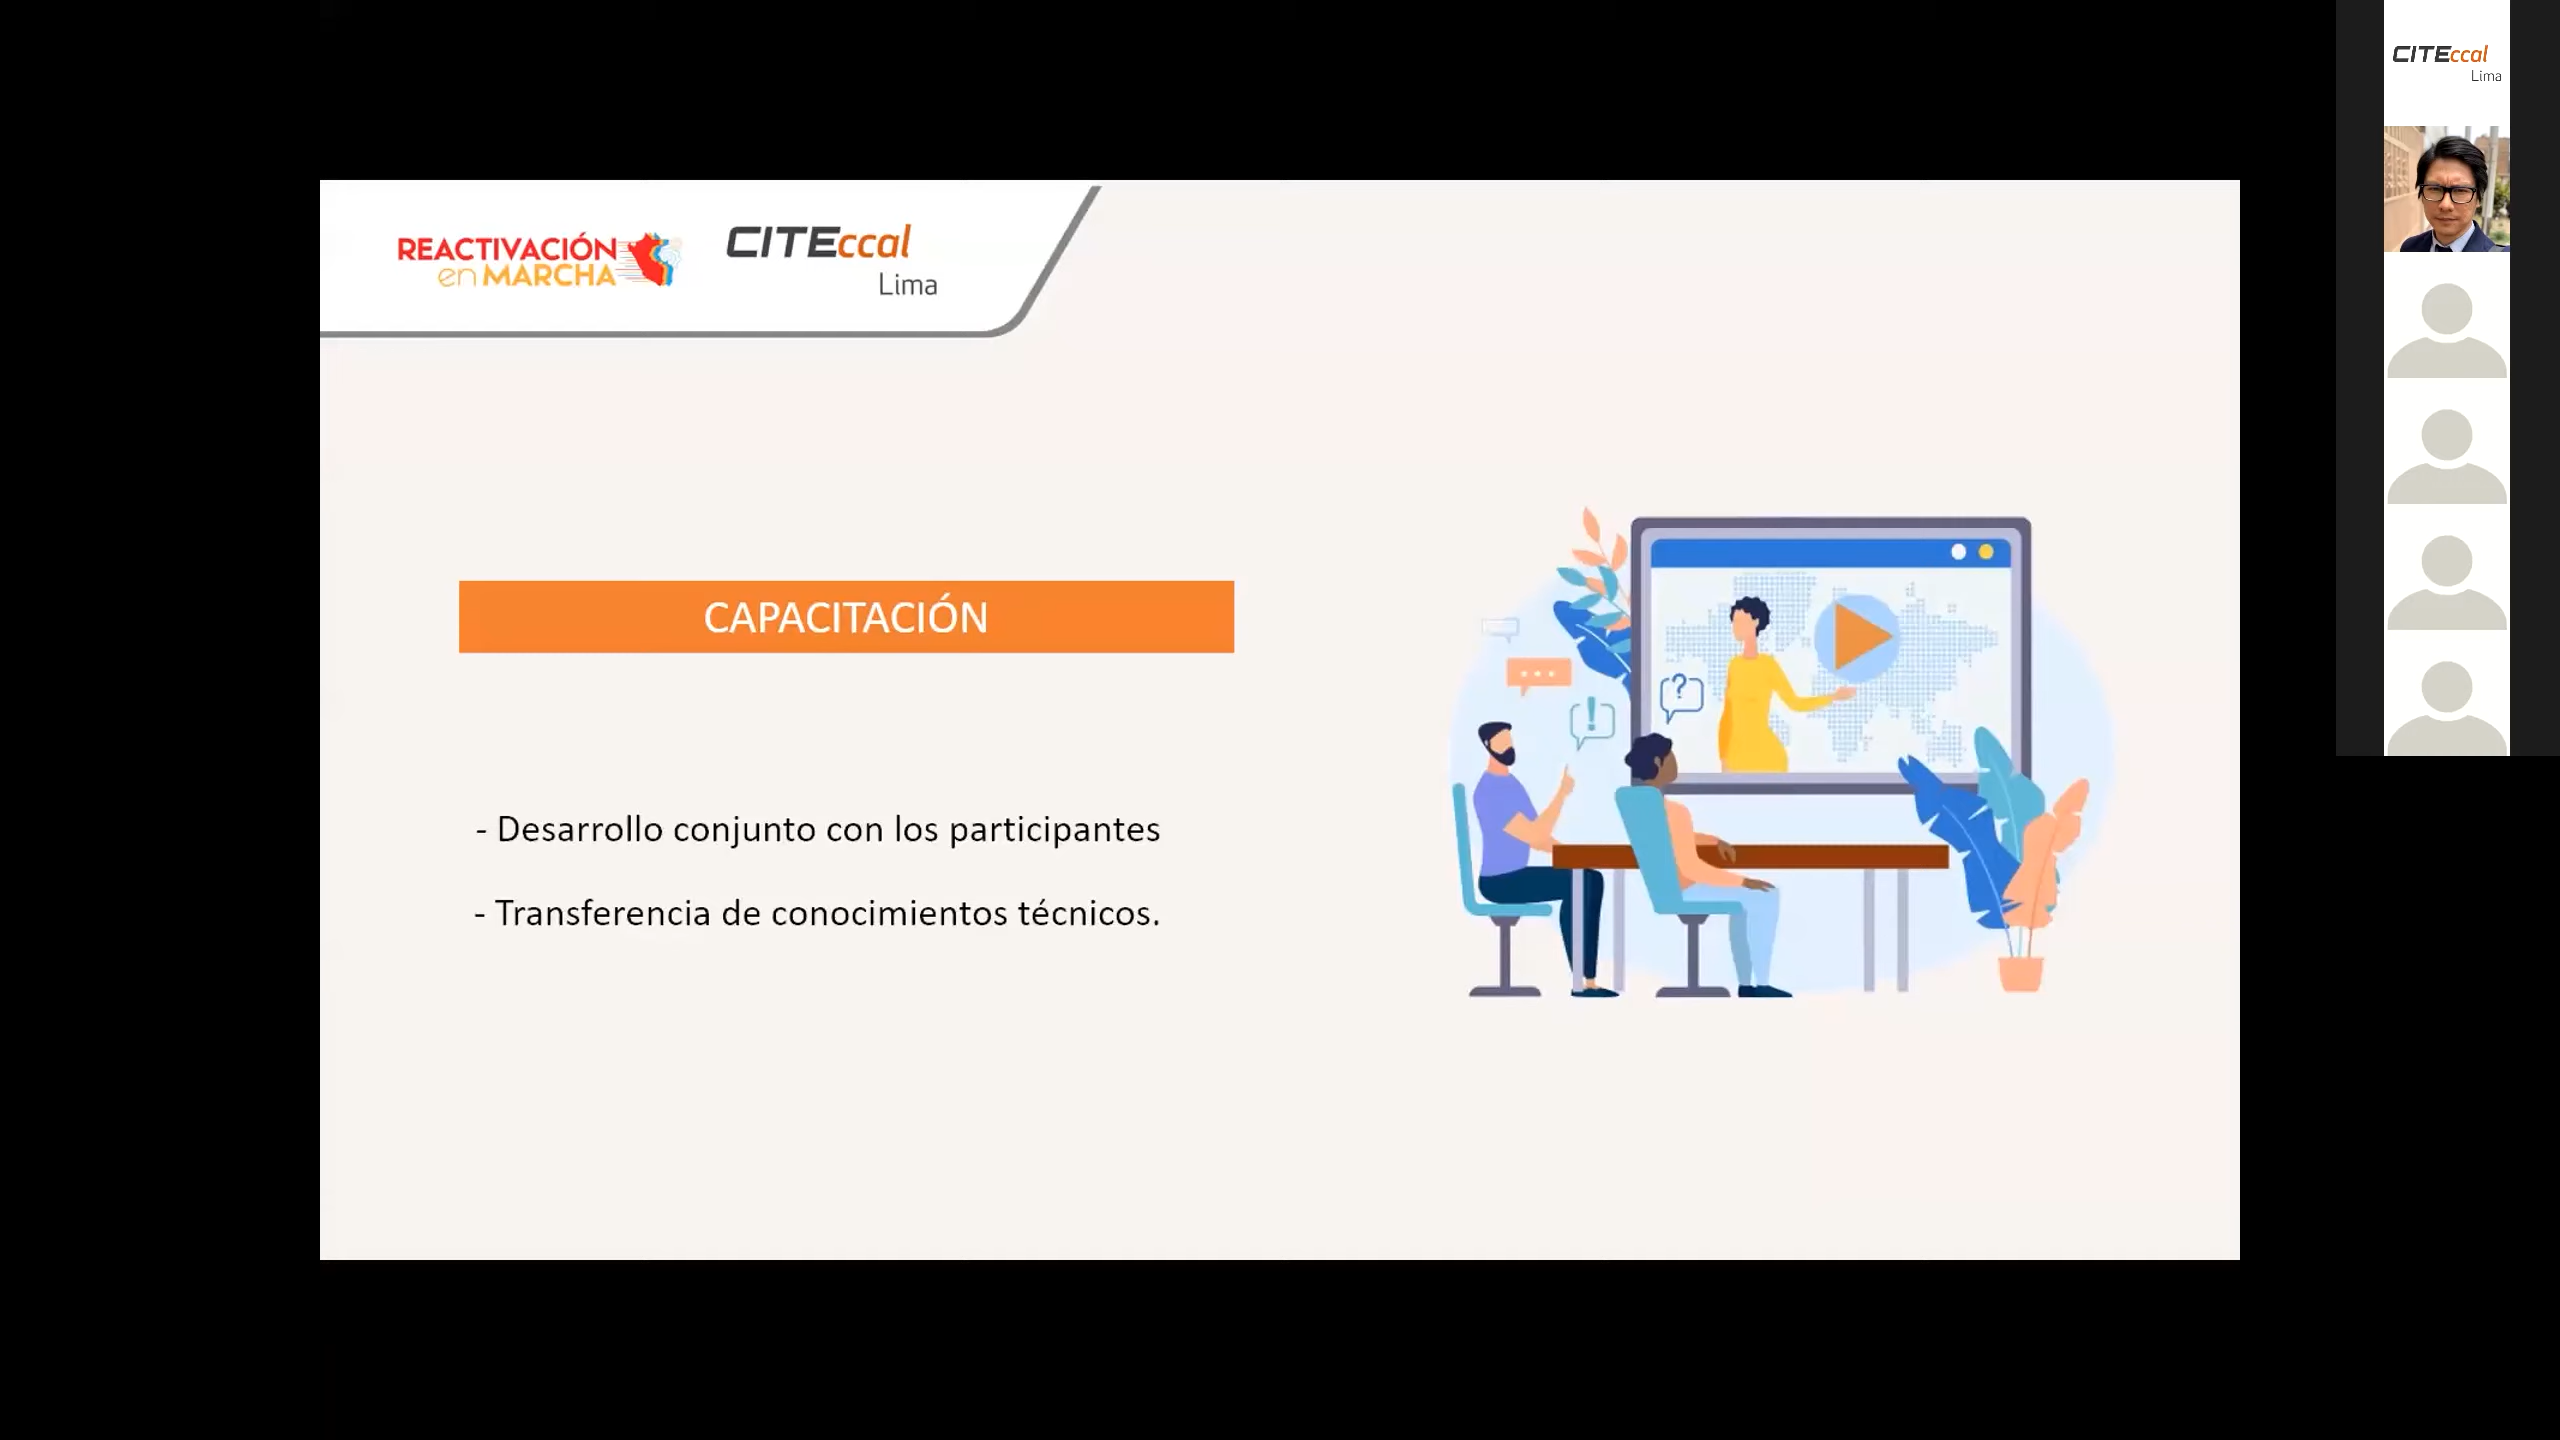 REACTIVACIÓN
en MARCHA
CITEccal
Lima
CAPACITACIÓN
- Desarrollo conjunto con los participantes
- Transferencia de conocimientos técnicos.
?
!
CITEccal
Lima